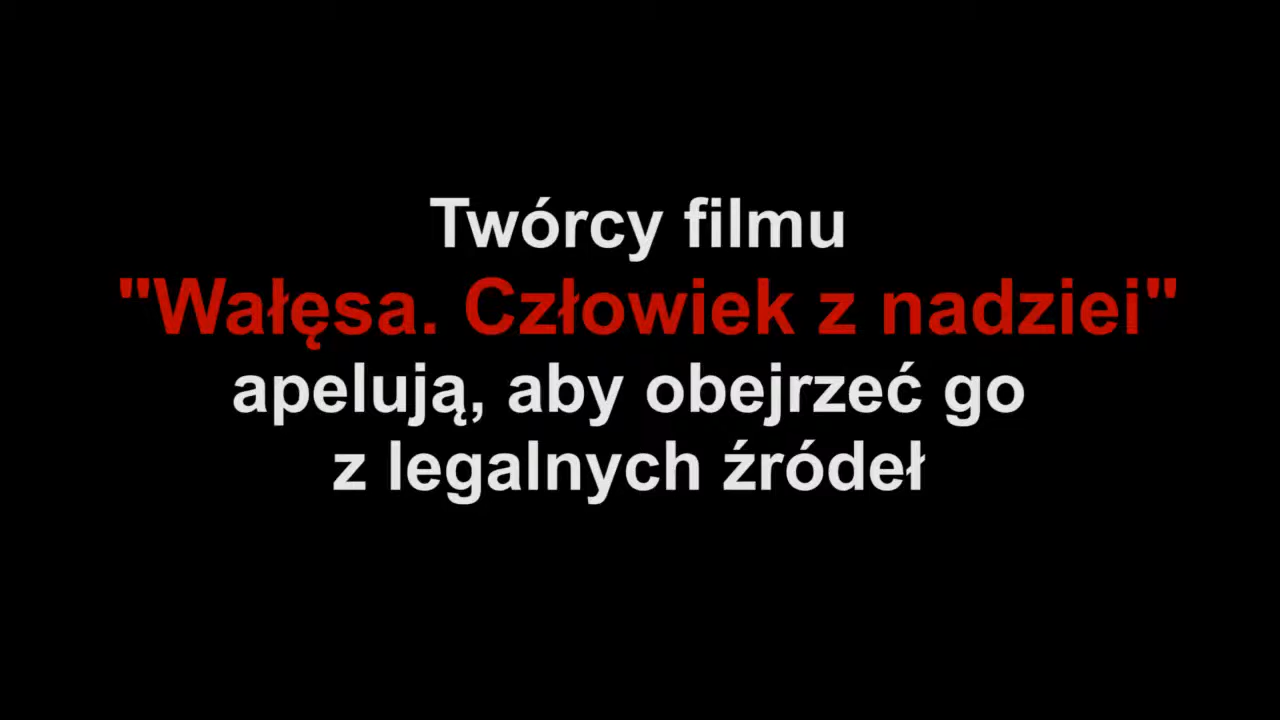 Twórcy filmu
"Wałęsa. Człowiek z nadziei"
apelują, aby obejrzeć go
z legalnych źródeł